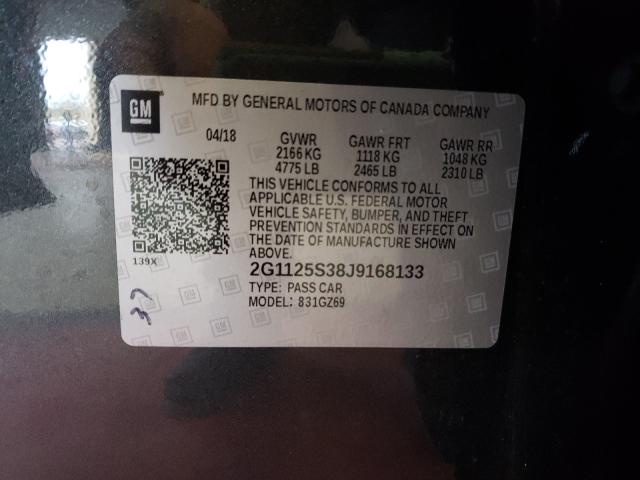 GM
MFD BY GENERAL MOTORS OF CANADA COMPANY
04/18 GVWR GAWR FRT GAWR RR
2166 KG 1118 KG 1048 KG
4775 LB 2465 LB 2310 LB
THIS VEHICLE CONFORMS TO ALL
APPLICABLE U.S. FEDERAL MOTOR
VEHICLE SAFETY, BUMPER, AND THEFT
PREVENTION STANDARDS IN EFFECT ON
THE DATE OF MANUFACTURE SHOWN
ABOVE.
139X
2G1125S38J9168133
TYPE: PASS CAR
MODEL: 831GZ69